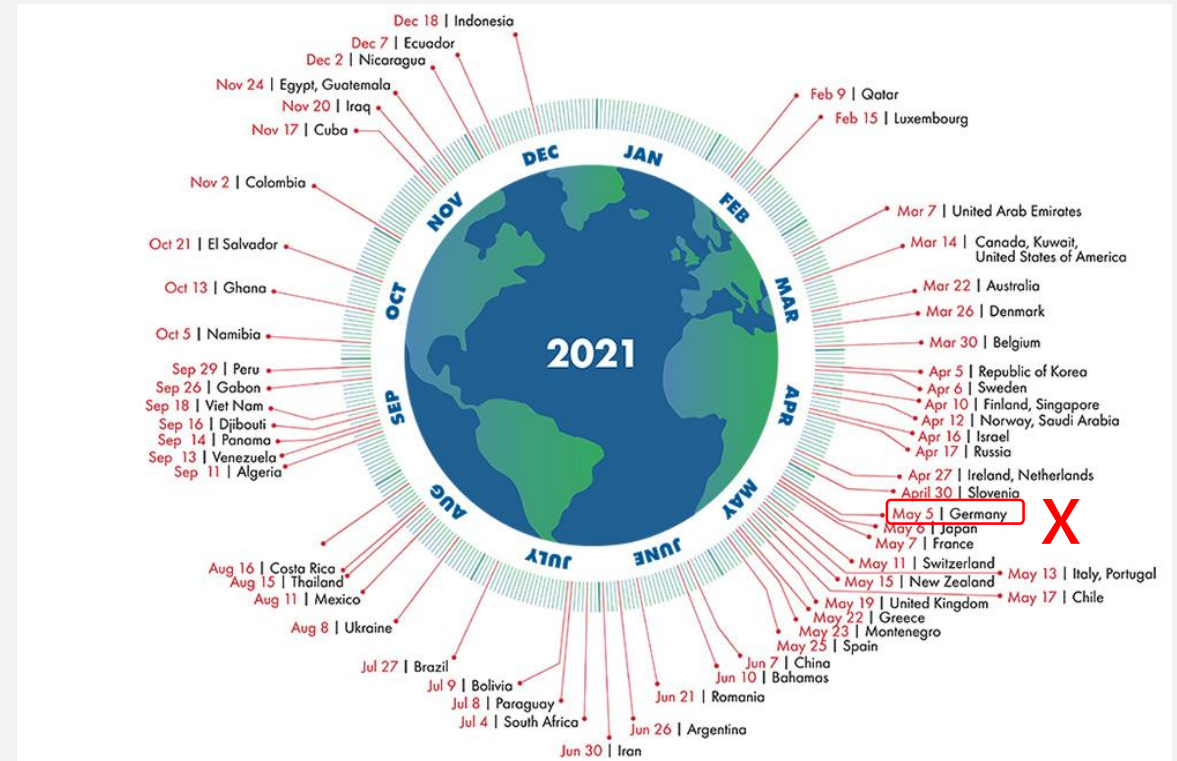 Dec 18 | Indonesia
Dec 7 | Ecuador
Dec 2 | Nicaragua
Nov 24 | Egypt, Guatemala
Nov 20 | Iraq
Nov 17 | Cuba
Nov 2 | Colombia
Oct 21 | El Salvador
Oct 13 | Ghana
Oct 5 | Namibia
Sep 29 | Peru
Sep 26 | Gabon
Sep 18 | Viet Nam
Sep 16 | Djibouti
Sep 14 | Panama
Sep 13 | Venezuela
Sep 11 | Algeria
Aug 16 | Costa Rica
Aug 15 | Thailand
Aug 11 | Mexico
Aug 8 | Ukraine
Jul 27 | Brazil
Jul 9 | Bolivia
Jul 8 | Paraguay
Jul 4 | South Africa
Jun 30 | Iran
Feb 9 | Qatar
Feb 15 | Luxembourg
Mar 7 | United Arab Emirates
Mar 14 | Canada, Kuwait,
United States of America
Mar 22 | Australia
Mar 26 | Denmark
Mar 30 | Belgium
Apr 5 | Republic of Korea
Apr 6 | Sweden
Apr 10 | Finland, Singapore
Apr 12 | Norway, Saudi Arabia
Apr 16 | Israel
Apr 17 | Russia
Apr 27 | Ireland, Netherlands
April 30 | Slovenia
May 5 | Germany
X
May 6 | Japan
May 7 | France
May 11 | Switzerland
May 13 | Italy, Portugal
May 15 | New Zealand
May 17 | Chile
May 19 | United Kingdom
May 22 | Greece
May 23 | Montenegro
May 25 | Spain
Jun 7 | China
Jun 10 | Bahamas
Jun 21 | Romania
Jun 26 | Argentina
JAN
FEB
MAR
APR
MAY
JUNE
JULY
AUG
SEP
OCT
NOV
DEC
2021